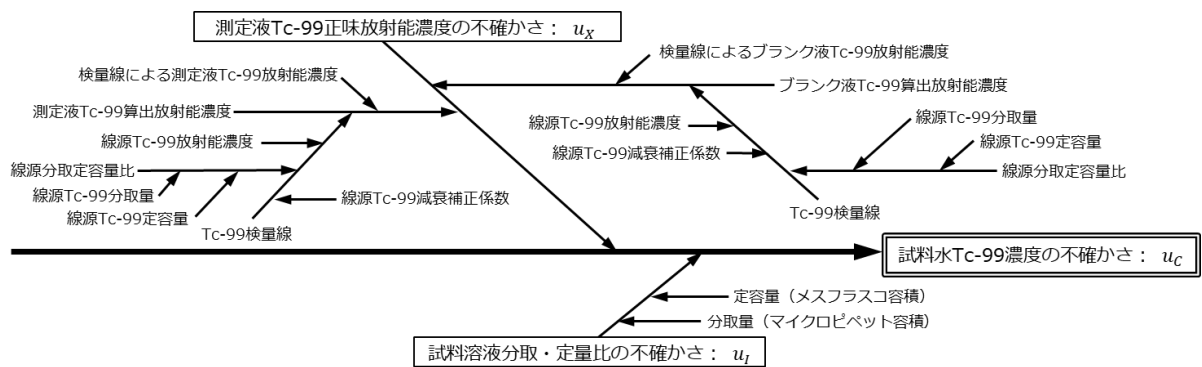 測定液Tc-99正味放射能濃度の不確かさ： u_X
検量線による測定液Tc-99放射能濃度
検量線によるブランク液Tc-99放射能濃度
ブランク液Tc-99算出放射能濃度
測定液Tc-99算出放射能濃度
線源Tc-99放射能濃度
線源Tc-99分取量
線源Tc-99放射能濃度
線源Tc-99定容量
線源Tc-99減衰補正係数
線源分取定容量比
線源分取定容量比
線源Tc-99分取量
線源Tc-99減衰補正係数
線源Tc-99定容量
Tc-99検量線
Tc-99検量線
試料水Tc-99濃度の不確かさ： u_C
定容量（メスフラスコ容積）
分取量（マイクロピペット容積）
試料溶液分取・定量比の不確かさ： u_I